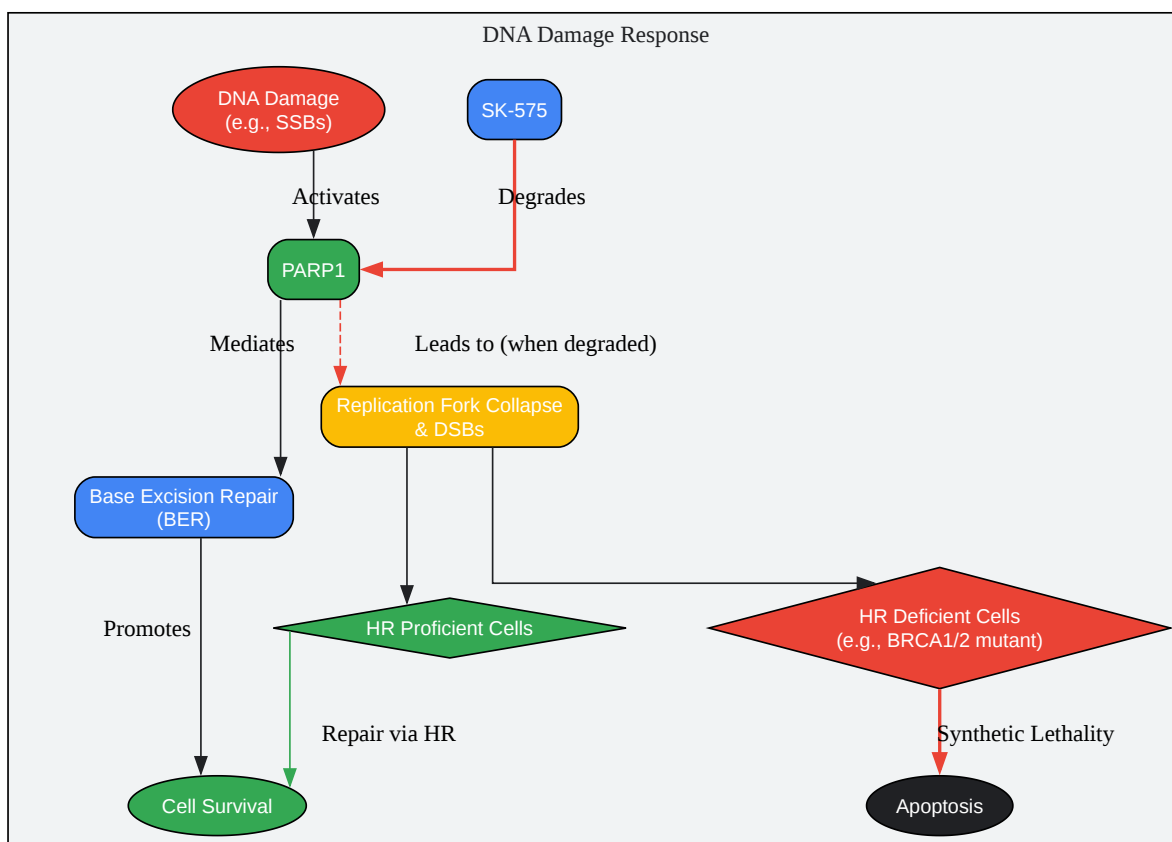 DNA Damage Response
DNA Damage
(e.g., SSBs)
SK-575
Activates
Degrades
PARP1
Mediates
Leads to (when degraded)
Replication Fork Collapse
& DSBs
Base Excision Repair
(BER)
Promotes
HR Proficient Cells
HR Deficient Cells
(e.g., BRCA1/2 mutant)
Repair via HR
Synthetic Lethality
Cell Survival
Apoptosis